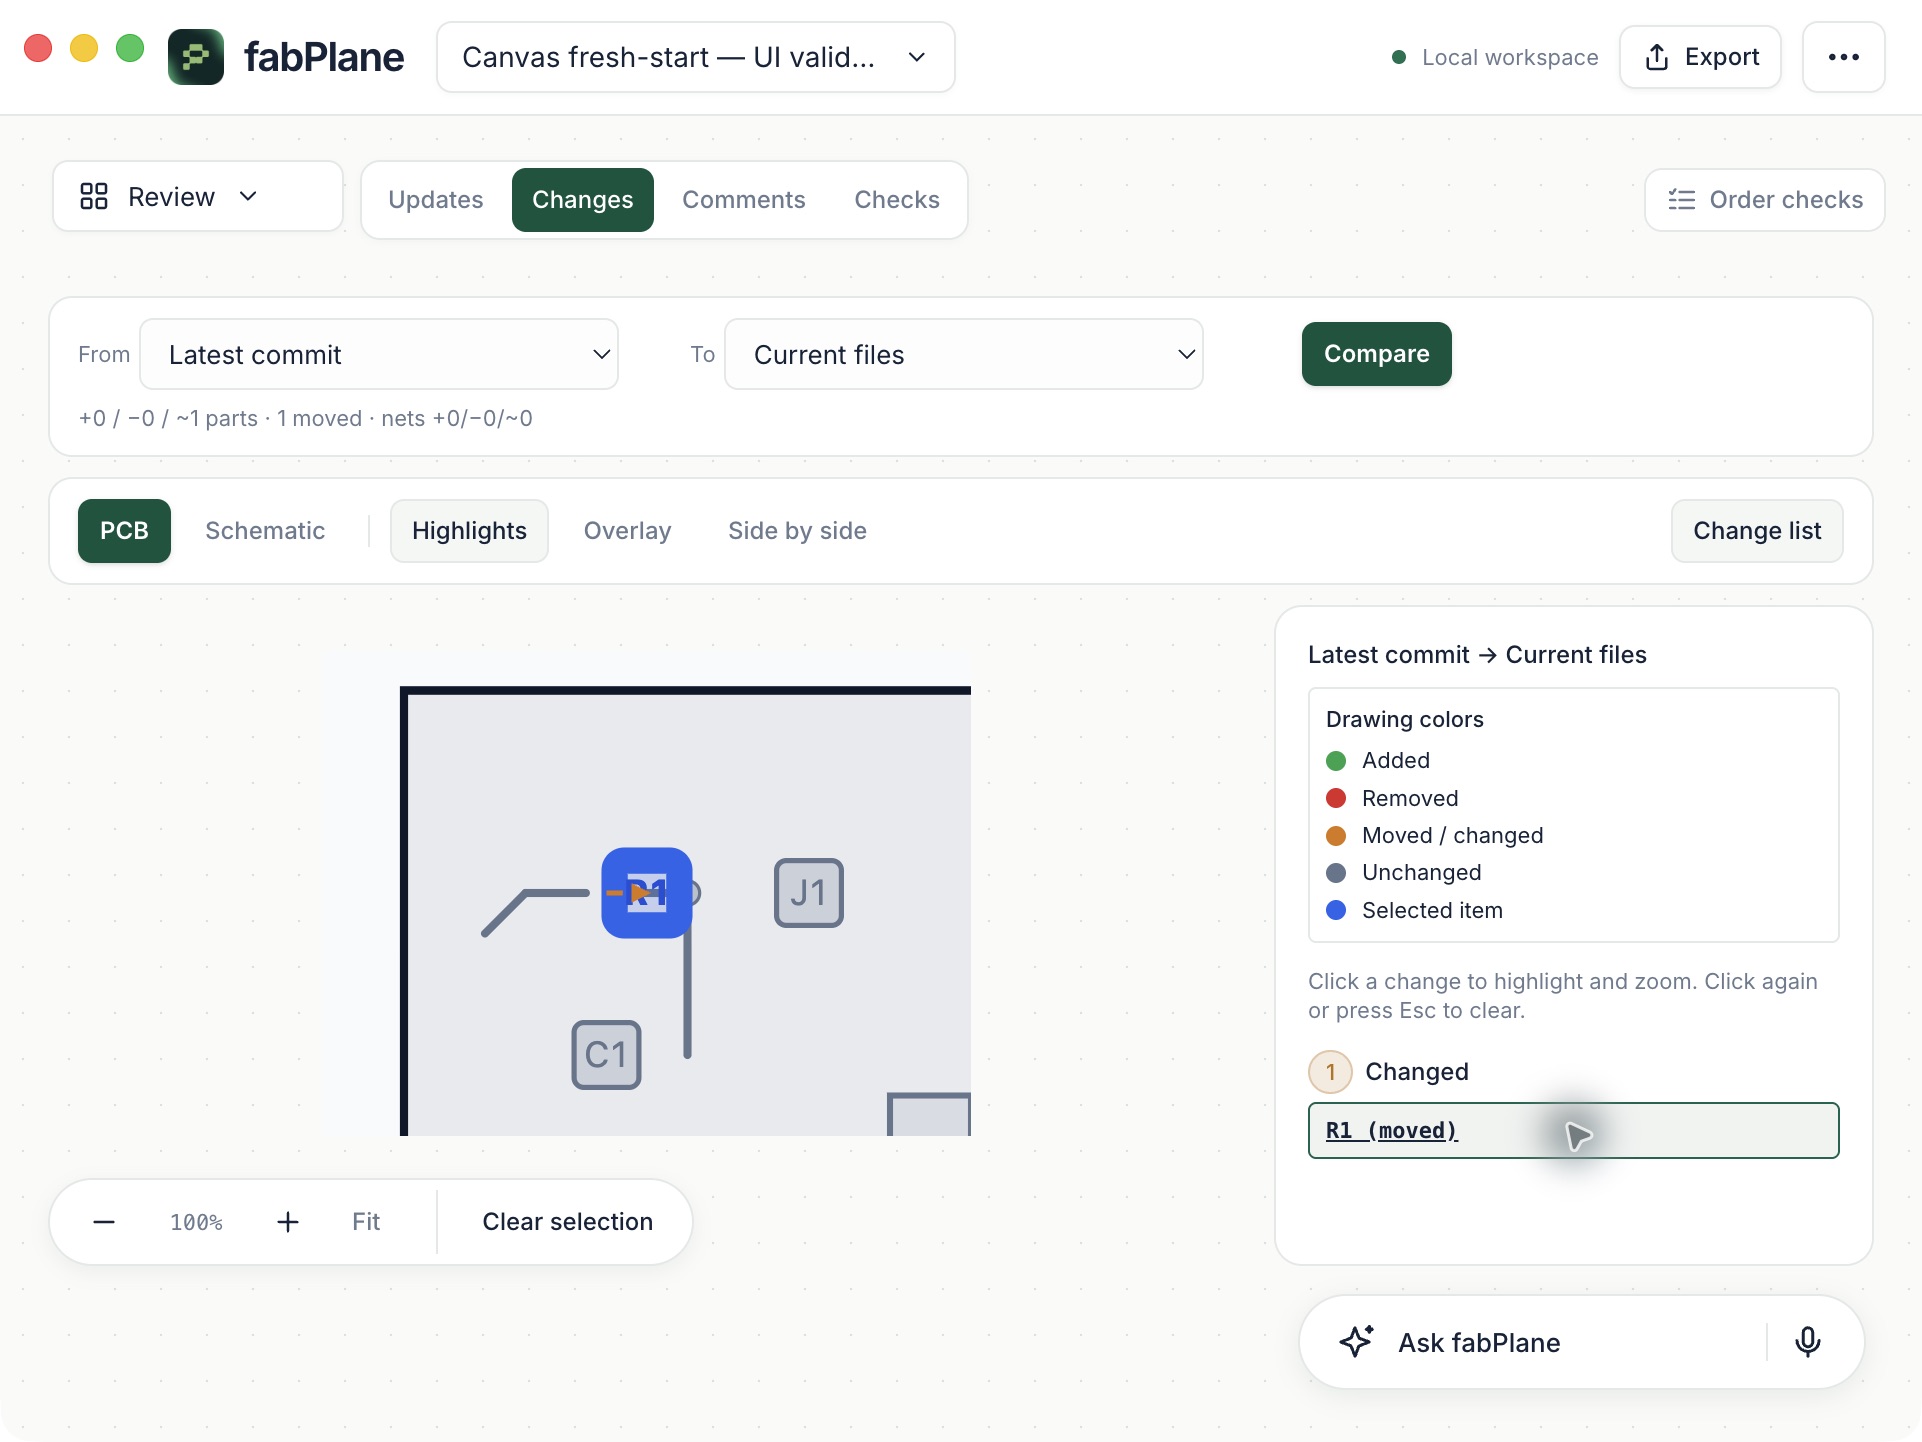 fabPlane
Canvas fresh-start — UI valid...
Local workspace
Export
Review
Updates
Changes
Comments
Checks
Order checks
From
Latest commit
To
Current files
Compare
+0 / −0 / ~1 parts · 1 moved · nets +0/−0/~0
PCB
Schematic
Highlights
Overlay
Side by side
Change list
R1
J1
C1
Latest commit → Current files
Drawing colors
Added
Removed
Moved / changed
Unchanged
Selected item
Click a change to highlight and zoom. Click again
or press Esc to clear.
1 Changed
R1 (moved)
100%
Fit
Clear selection
Ask fabPlane